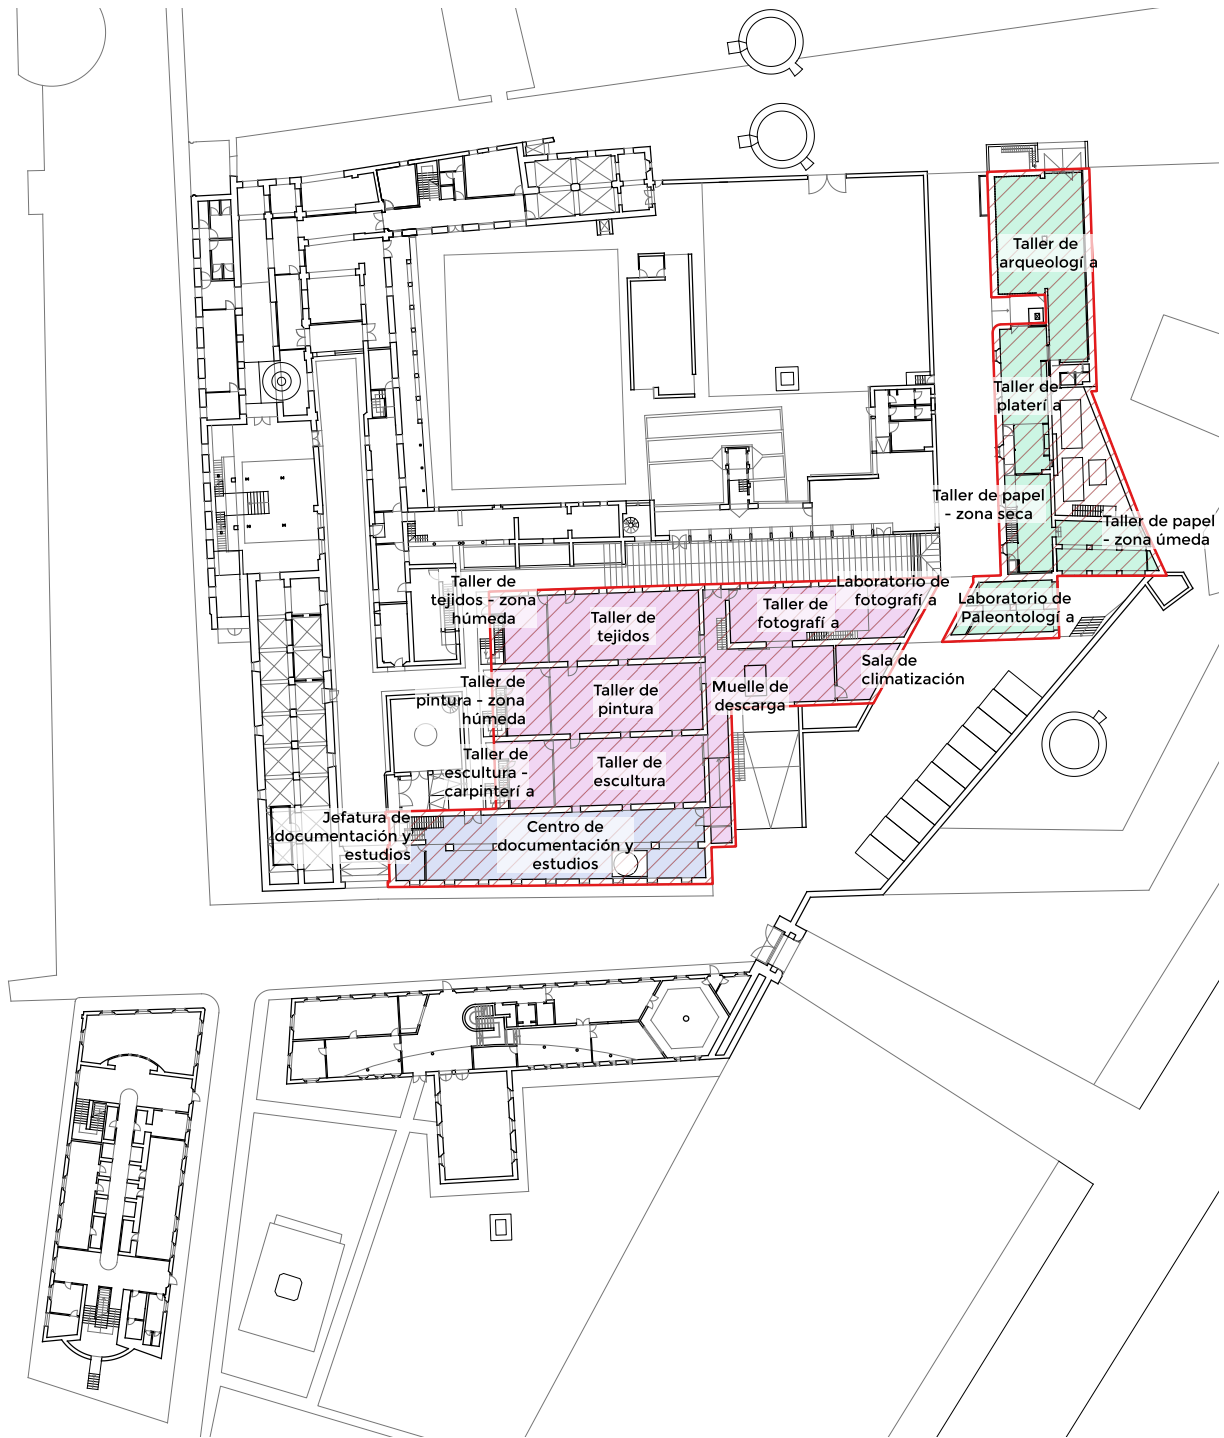 Taller de
arqueologí a
Taller de
platerí a
Taller de papel
- zona seca
Taller de papel
- zona úmeda
Taller de
tejidos - zona
húmeda
Taller de
tejidos
Taller de
fotografí a
Laboratorio de
fotografí a
Laboratorio de
Paleontologí a
Taller de
pintura - zona
húmeda
Taller de
pintura
Muelle de
descarga
Sala de
climatización
Taller de
escultura -
carpinterí a
Taller de
escultura
Jefatura de
documentación y
estudios
Centro de
documentación y
estudios